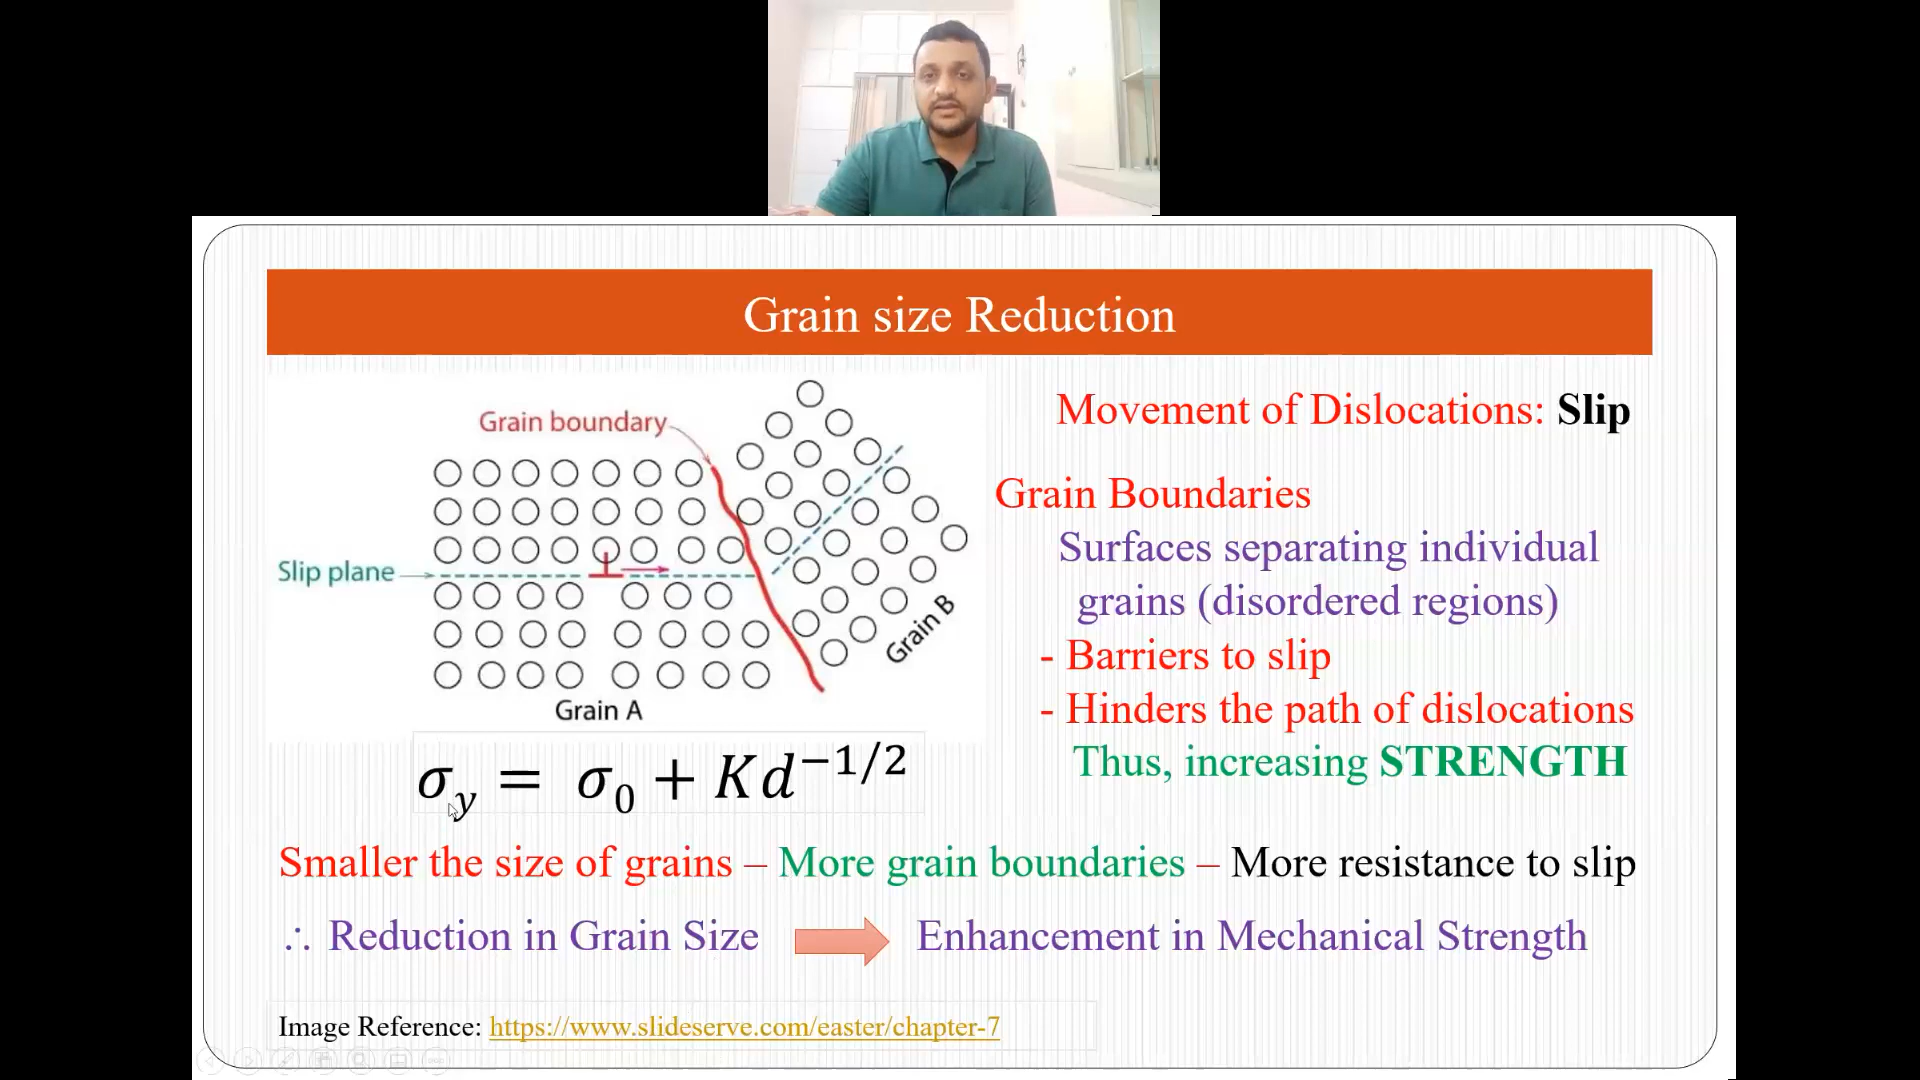 Grain size Reduction
Grain boundary
Slip plane
Grain A
Grain B
Movement of Dislocations: Slip
Grain Boundaries
Surfaces separating individual
grains (disordered regions)
- Barriers to slip
- Hinders the path of dislocations
Thus, increasing STRENGTH
σ_y = σ_0 + Kd^{-1/2}
Smaller the size of grains – More grain boundaries – More resistance to slip
∴ Reduction in Grain Size Enhancement in Mechanical Strength
Image Reference: https://www.slideserve.com/easter/chapter-7